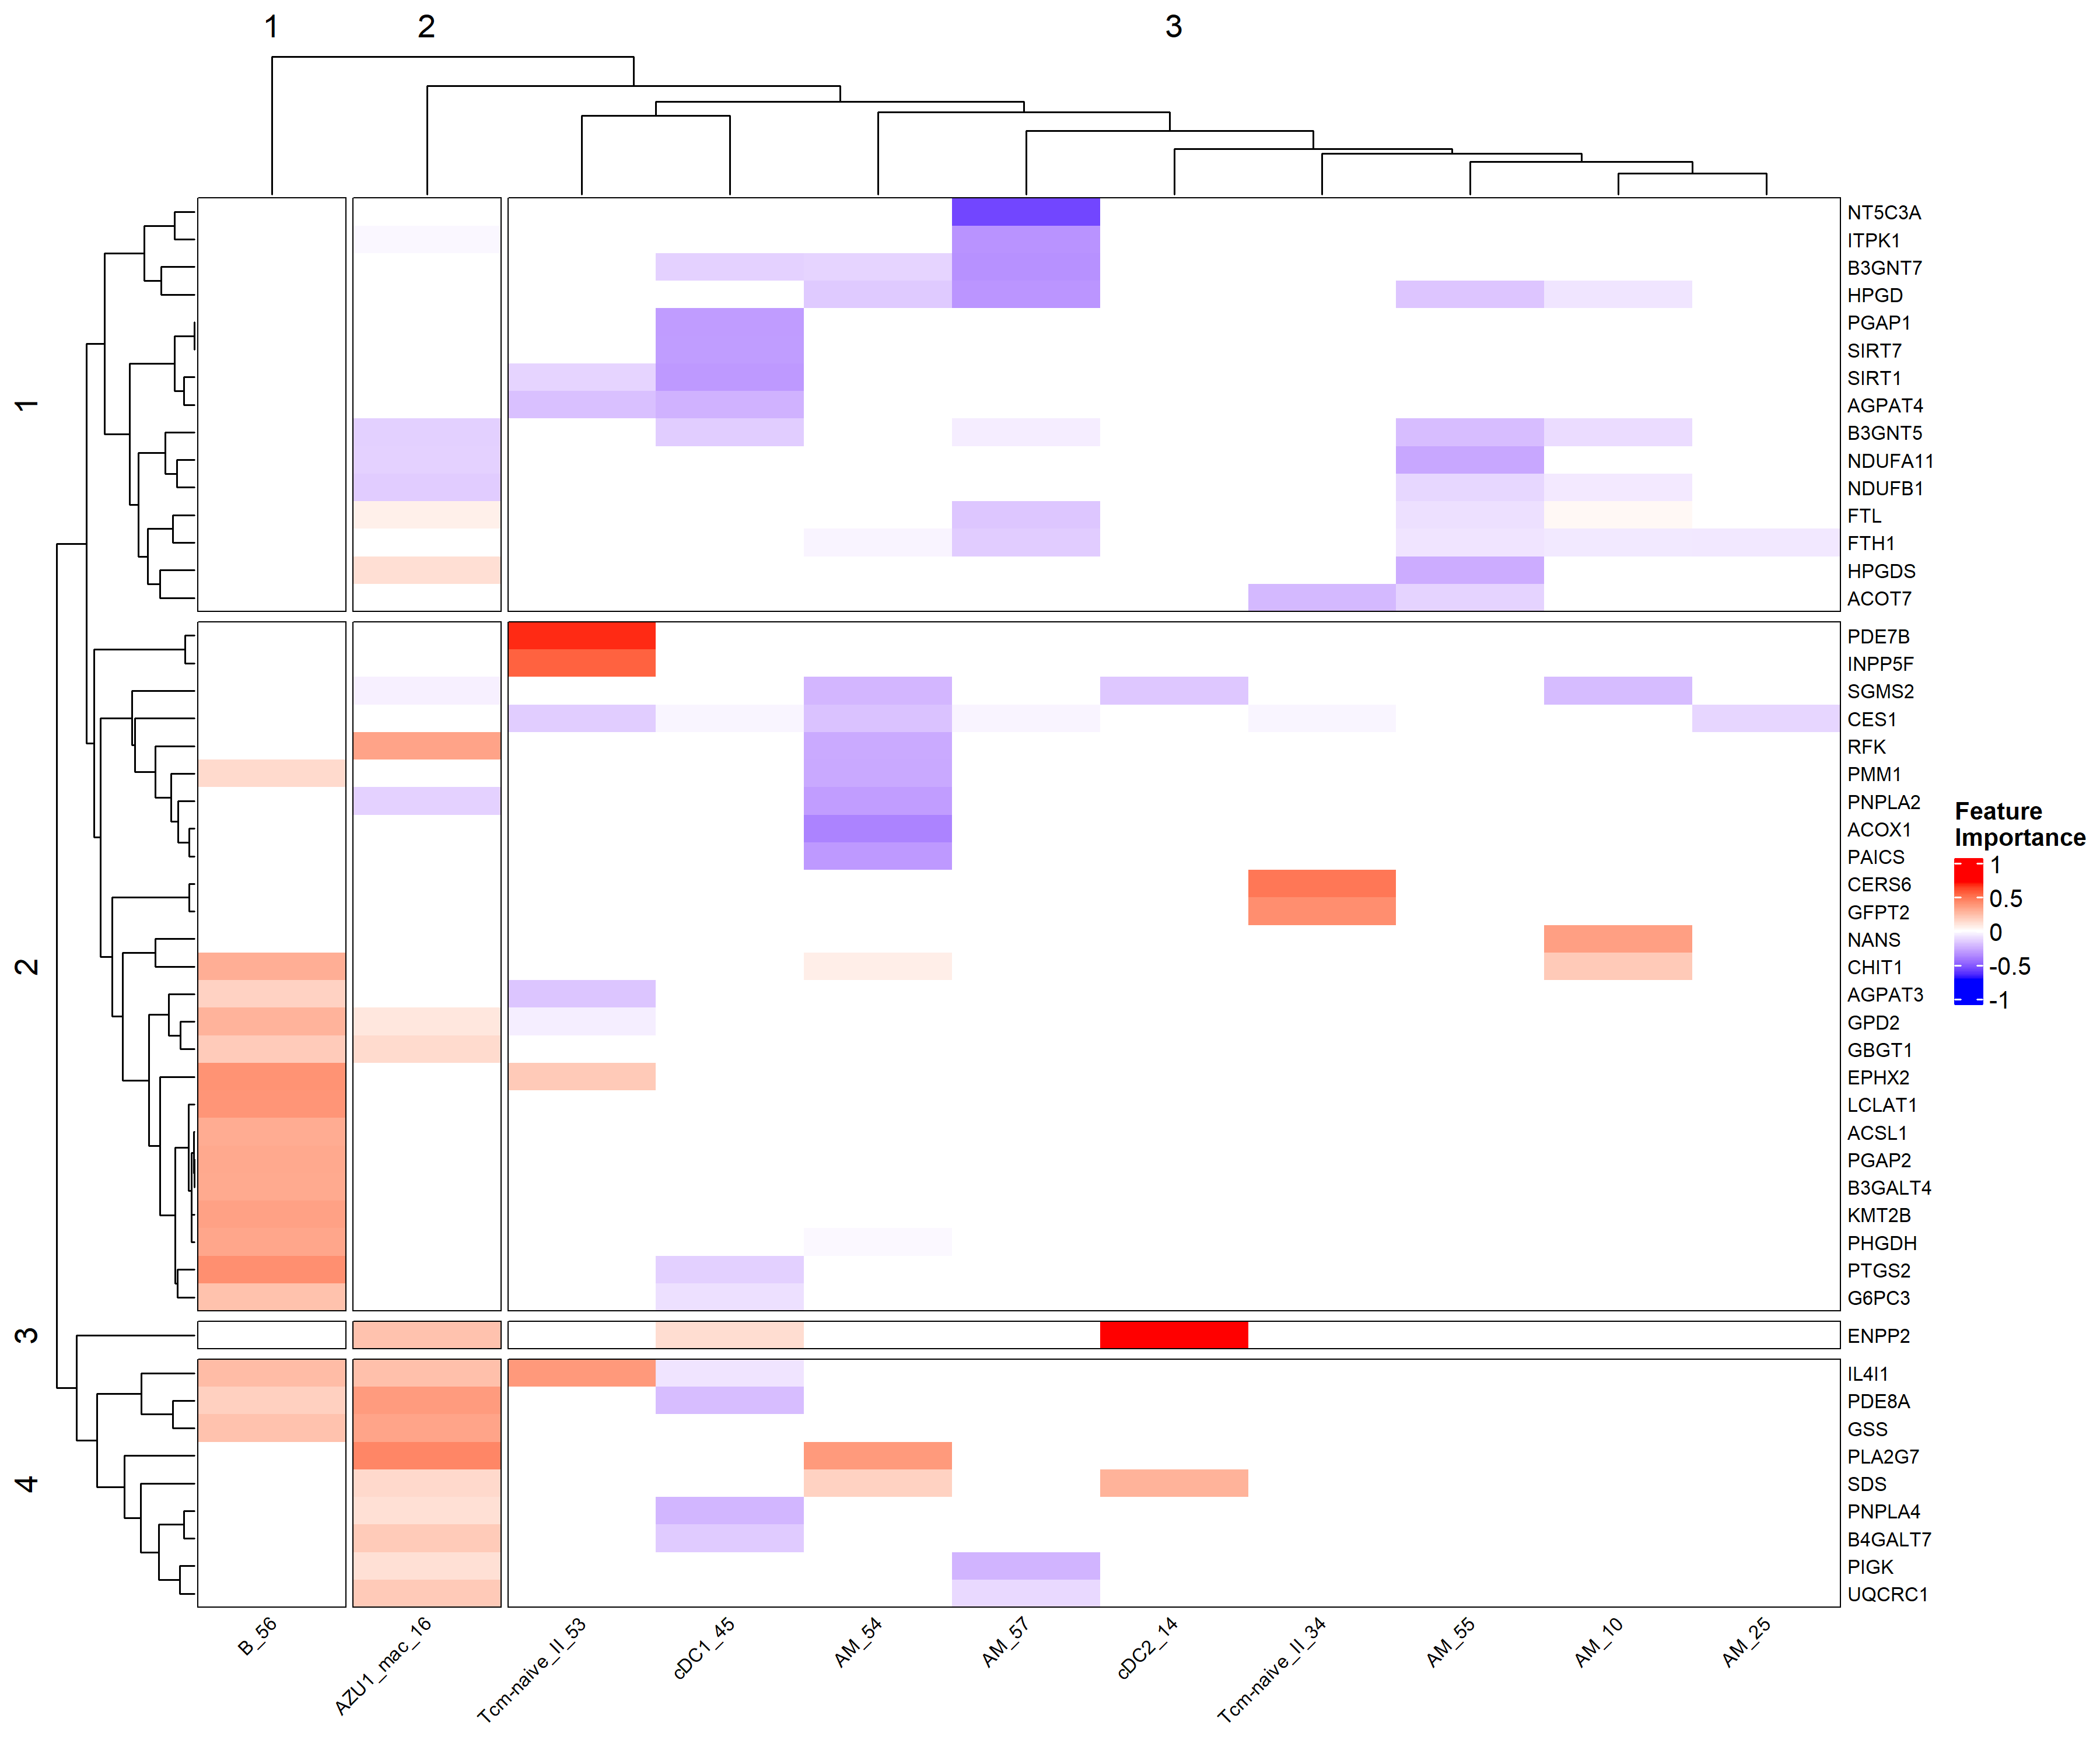 1
2
3
1
2
3
4
NT5C3A
ITPK1
B3GNT7
HPGD
PGAP1
SIRT7
SIRT1
AGPAT4
B3GNT5
NDUFA11
NDUFB1
FTL
FTH1
HPGDS
ACOT7
PDE7B
INPP5F
SGMS2
CES1
RFK
PMM1
PNPLA2
ACOX1
PAICS
CERS6
GFPT2
NANS
CHIT1
AGPAT3
GPD2
GBGT1
EPHX2
LCLAT1
ACSL1
PGAP2
B3GALT4
KMT2B
PHGDH
PTGS2
G6PC3
ENPP2
IL4I1
PDE8A
GSS
PLA2G7
SDS
PNPLA4
B4GALT7
PIGK
UQCRC1
B_56
AZU1_mac_16
Tcm-naive_II_53
cDC1_45
AM_54
AM_57
cDC2_14
Tcm-naive_II_34
AM_55
AM_10
AM_25
Feature
Importance
1
0.5
0
-0.5
-1